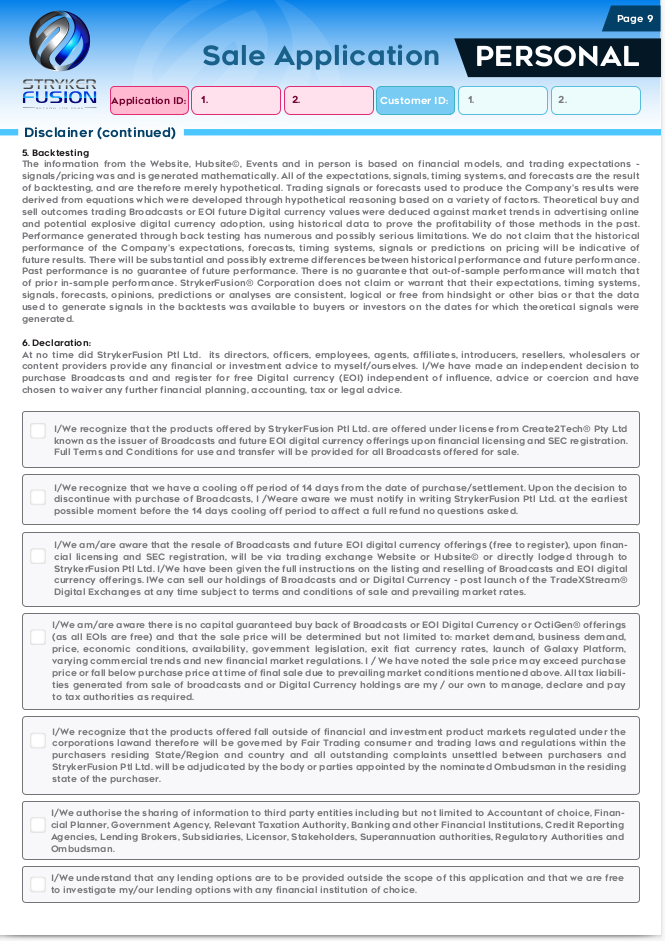 Page 9
Sale Application
PERSONAL
STRYKER
FUSION
Application ID:
1.
2.
Customer ID:
1.
2.
Disclainer (continued)
5. Backtesting
The information from the Website, Hubsite©, Events and in person is based on financial models, and trading expectations -
signals/pricing was and is generated mathematically. All of the expectations, signals, timing systems, and forecasts are the result
of backtesting, and are therefore merely hypothetical. Trading signals or forecasts used to produce the Company's results were
derived from equations which were developed through hypothetical reasoning based on a variety of factors. Theoretical buy and
sell outcomes trading Broadcasts or EOI future Digital currency values were deduced against market trends in advertising online
and potential explosive digital currency adoption, using historical data to prove the profitability of those methods in the past.
Performance generated through back testing has numerous and possibly serious limitations. We do not claim that the historical
performance of the Company's expectations, forecasts, timing systems, signals or predictions on pricing will be indicative of
future results. There will be substantial and possibly extreme differences between historical performance and future performance.
Past performance is no guarantee of future performance. There is no guarantee that out-of-sample performance will match that
of prior in-sample performance. StrykerFusion® Corporation does not claim or warrant that their expectations, timing systems,
signals, forecasts, opinions, predictions or analyses are consistent, logical or free from hindsight or other bias or that the data
used to generate signals in the backtests was available to buyers or investors on the dates for which theoretical signals were
generated.
6. Declaration:
At no time did StrykerFusion Ptl Ltd. its directors, officers, employees, agents, affiliates, introducers, resellers, wholesalers or
content providers provide any financial or investment advice to myself/ourselves. I/We have made an independent decision to
purchase Broadcasts and and register for free Digital currency (EOI) independent of influence, advice or coercion and have
chosen to waiver any further financial planning, accounting, tax or legal advice.
I/We recognize that the products offered by StrykerFusion Ptl Ltd. are offered under license from Create2Tech® Pty Ltd
known as the issuer of Broadcasts and future EOI digital currency offerings upon financial licensing and SEC registration.
Full Terms and Conditions for use and transfer will be provided for all Broadcasts offered for sale.
I/We recognize that we have a cooling off period of 14 days from the date of purchase/settlement. Upon the decision to
discontinue with purchase of Broadcasts, I /Weare aware we must notify in writing StrykerFusion Ptl Ltd. at the earliest
possible moment before the 14 days cooling off period to affect a full refund no questions asked.
I/We am/are aware that the resale of Broadcasts and future EOI digital currency offerings (free to register), upon finan-
cial licensing and SEC registration, will be via trading exchange Website or Hubsite© or directly lodged through to
StrykerFusion Ptl Ltd. I/We have been given the full instructions on the listing and reselling of Broadcasts and EOI digital
currency offerings. IWe can sell our holdings of Broadcasts and or Digital Currency - post launch of the TradeXStream®
Digital Exchanges at any time subject to terms and conditions of sale and prevailing market rates.
I/We am/are aware there is no capital guaranteed buy back of Broadcasts or EOI Digital Currency or OctiGen® offerings
(as all EOIs are free) and that the sale price will be determined but not limited to: market demand, business demand,
price, economic conditions, availability, government legislation, exit fiat currency rates, launch of Galaxy Platform,
varying commercial trends and new financial market regulations. I / We have noted the sale price may exceed purchase
price or fall below purchase price at time of final sale due to prevailing market conditions mentioned above. All tax liabili-
ties generated from sale of broadcasts and or Digital Currency holdings are my / our own to manage, declare and pay
to tax authorities as required.
I/We recognize that the products offered fall outside of financial and investment product markets regulated under the
corporations lawand therefore will be governed by Fair Trading consumer and trading laws and regulations within the
purchasers residing State/Region and country and all outstanding complaints unsettled between purchasers and
StrykerFusion Ptl Ltd. will be adjudicated by the body or parties appointed by the nominated Ombudsman in the residing
state of the purchaser.
I/We authorise the sharing of information to third party entities including but not limited to Accountant of choice, Finan-
cial Planner, Government Agency, Relevant Taxation Authority, Banking and other Financial Institutions, Credit Reporting
Agencies, Lending Brokers, Subsidiaries, Licensor, Stakeholders, Superannuation authorities, Regulatory Authorities and
Ombudsman.
I/We understand that any lending options are to be provided outside the scope of this application and that we are free
to investigate my/our lending options with any financial institution of choice.